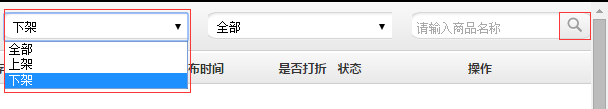 下架 全部 请输入商品名称
全部
上架
下架
布时间 是否打折 状态 操作